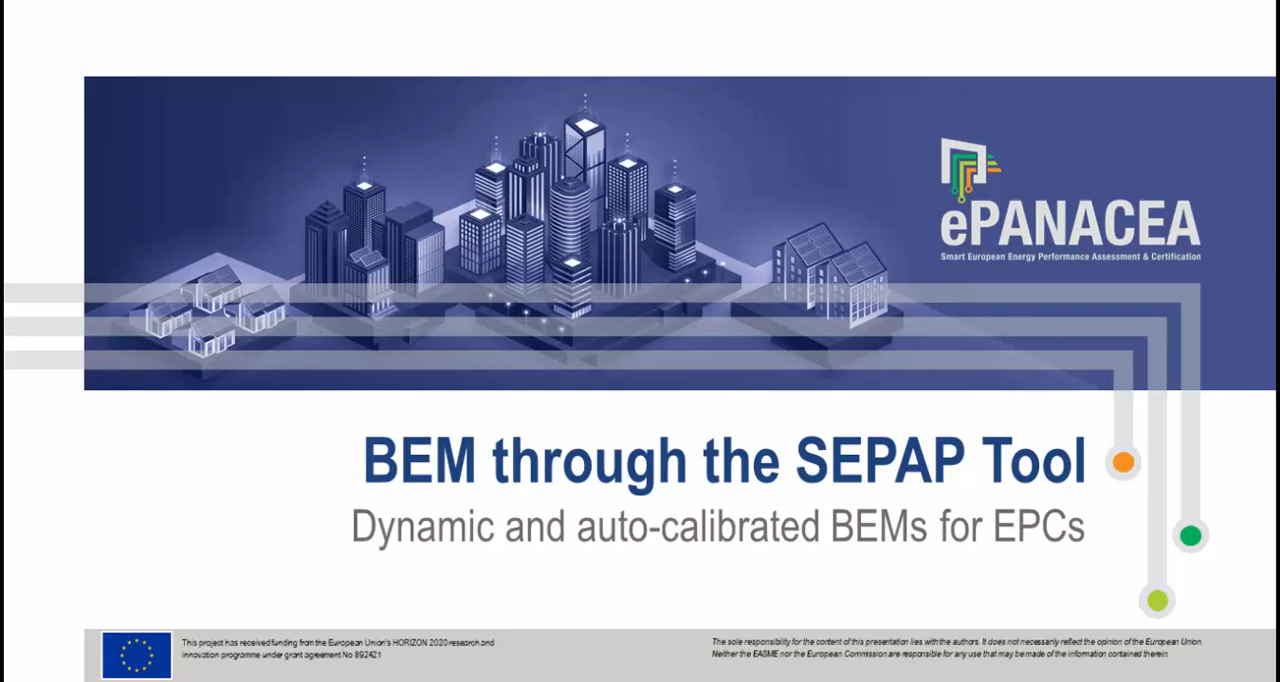 ePANACEA
Smart European Energy Performance Assessment & Certification
BEM through the SEPAP Tool
Dynamic and auto-calibrated BEMs for EPCs
This project has received funding from the European Union's HORIZON 2020 research and
innovation programme under grant agreement No 892421
The sole responsibility for the content of this presentation lies with the authors. It does not necessarily reflect the opinion of the European Union.
Neither the EASME nor the European Commission are responsible for any use that may be made of the information contained therein.